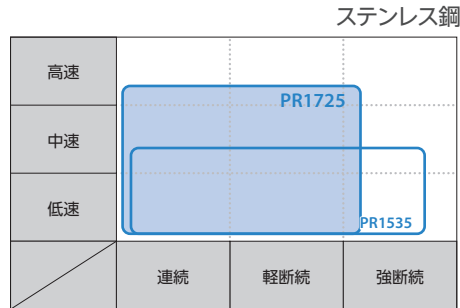 ステンレス鋼
高速
PR1725
中速
低速
PR1535
連続
軽断続
強断続